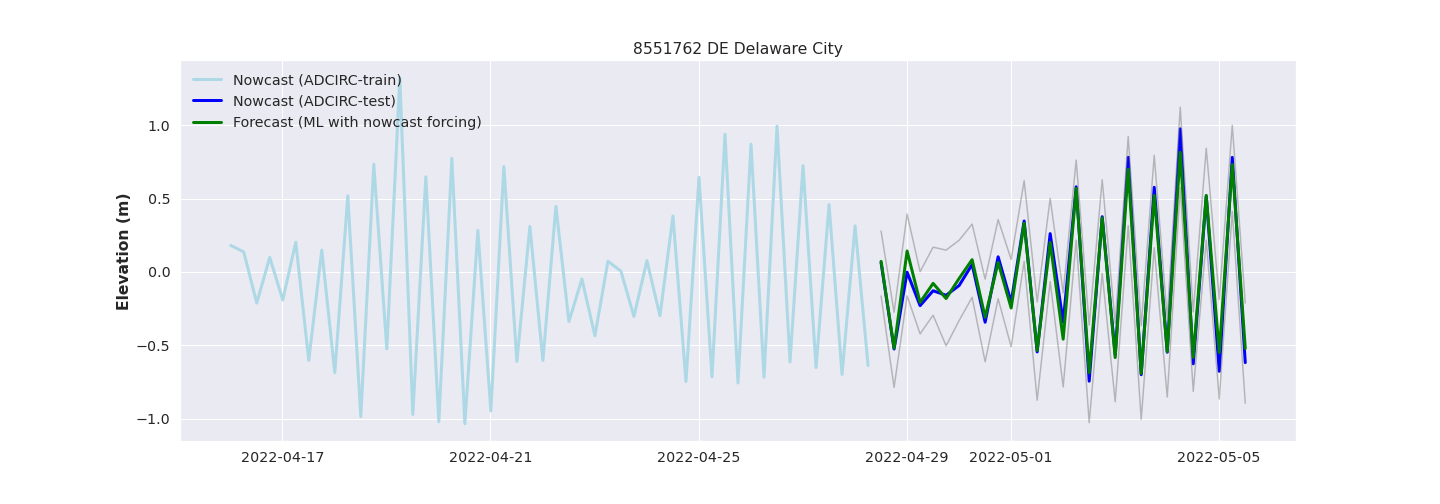 8551762 DE Delaware City
Nowcast (ADCIRC-train)
Nowcast (ADCIRC-test)
Forecast (ML with nowcast forcing)
Elevation (m)
1.0
0.5
0.0
−0.5
−1.0
2022-04-17 2022-04-21 2022-04-25 2022-04-29 2022-05-01 2022-05-05